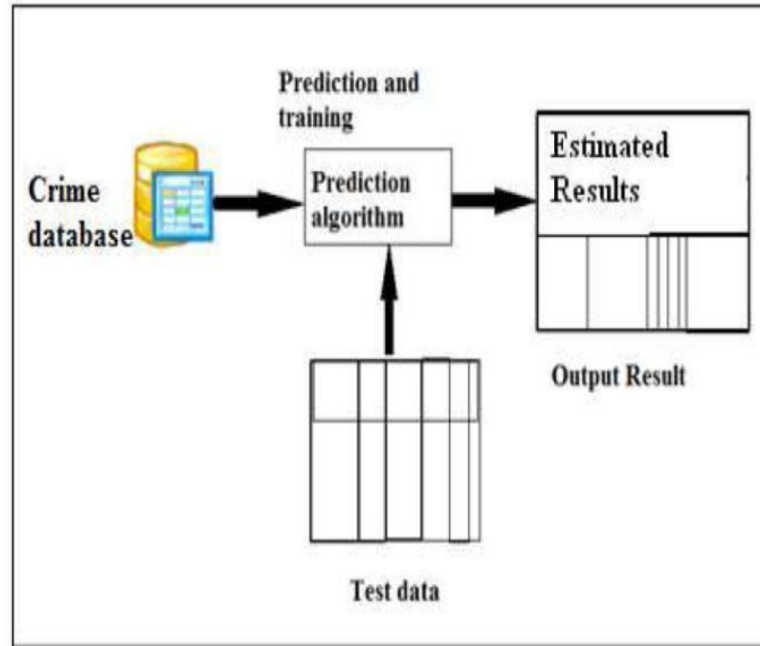 Prediction and
training
Crime
database
Prediction
algorithm
Estimated
Results
Output Result
Test data